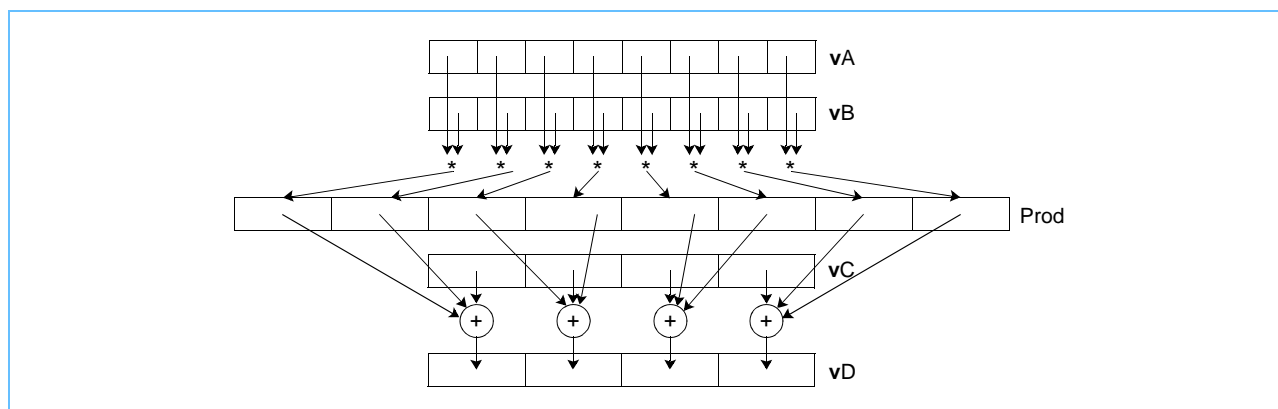 vA
vB
* * * * * * * *
Prod
vC
+ + + +
vD